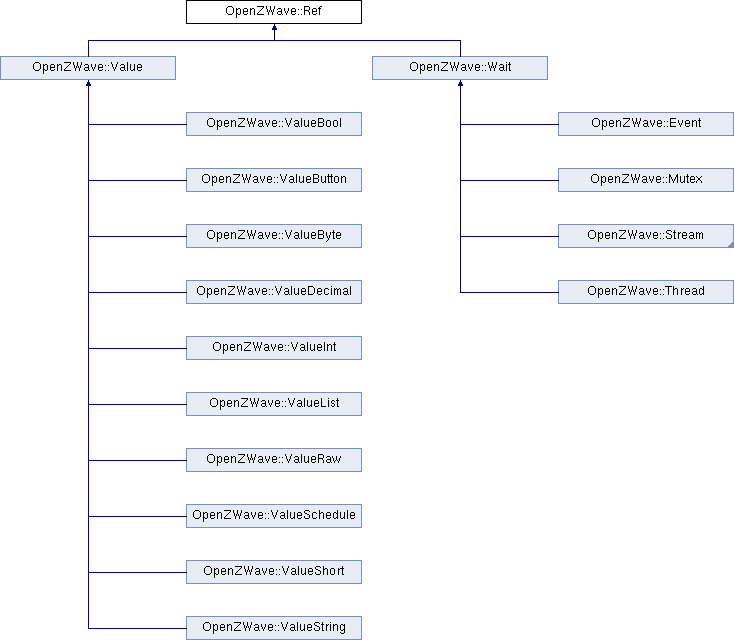 OpenZWave::Ref
OpenZWave::Value
OpenZWave::Wait
OpenZWave::ValueBool
OpenZWave::Event
OpenZWave::ValueButton
OpenZWave::Mutex
OpenZWave::ValueByte
OpenZWave::Stream
OpenZWave::ValueDecimal
OpenZWave::Thread
OpenZWave::ValueInt
OpenZWave::ValueList
OpenZWave::ValueRaw
OpenZWave::ValueSchedule
OpenZWave::ValueShort
OpenZWave::ValueString